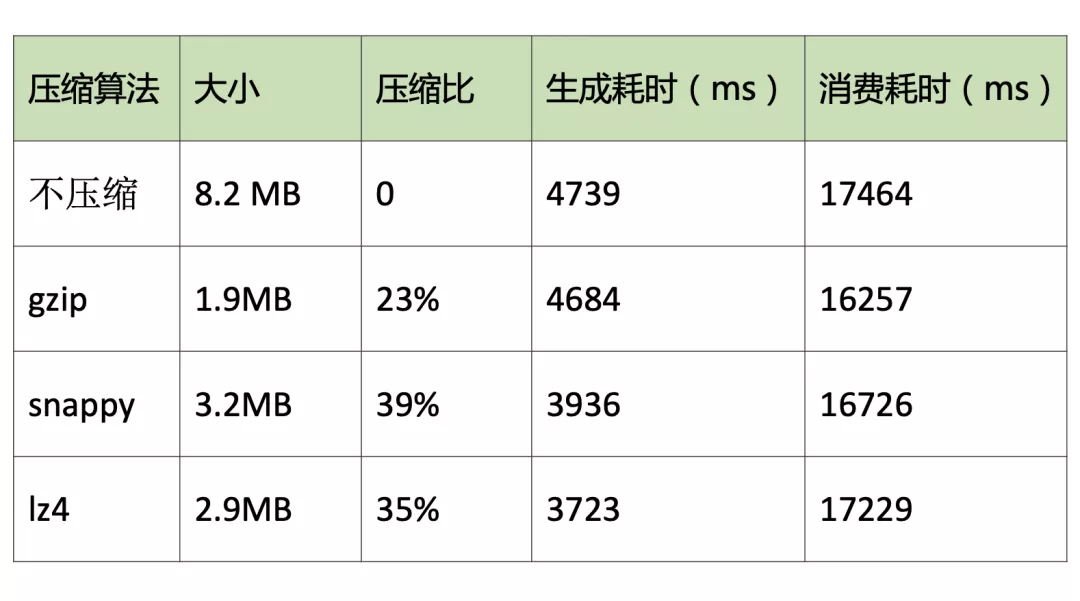 压缩算法 大小 压缩比 生成耗时（ms） 消费耗时（ms）
不压缩 8.2 MB 0 4739 17464
gzip 1.9MB 23% 4684 16257
snappy 3.2MB 39% 3936 16726
lz4 2.9MB 35% 3723 17229